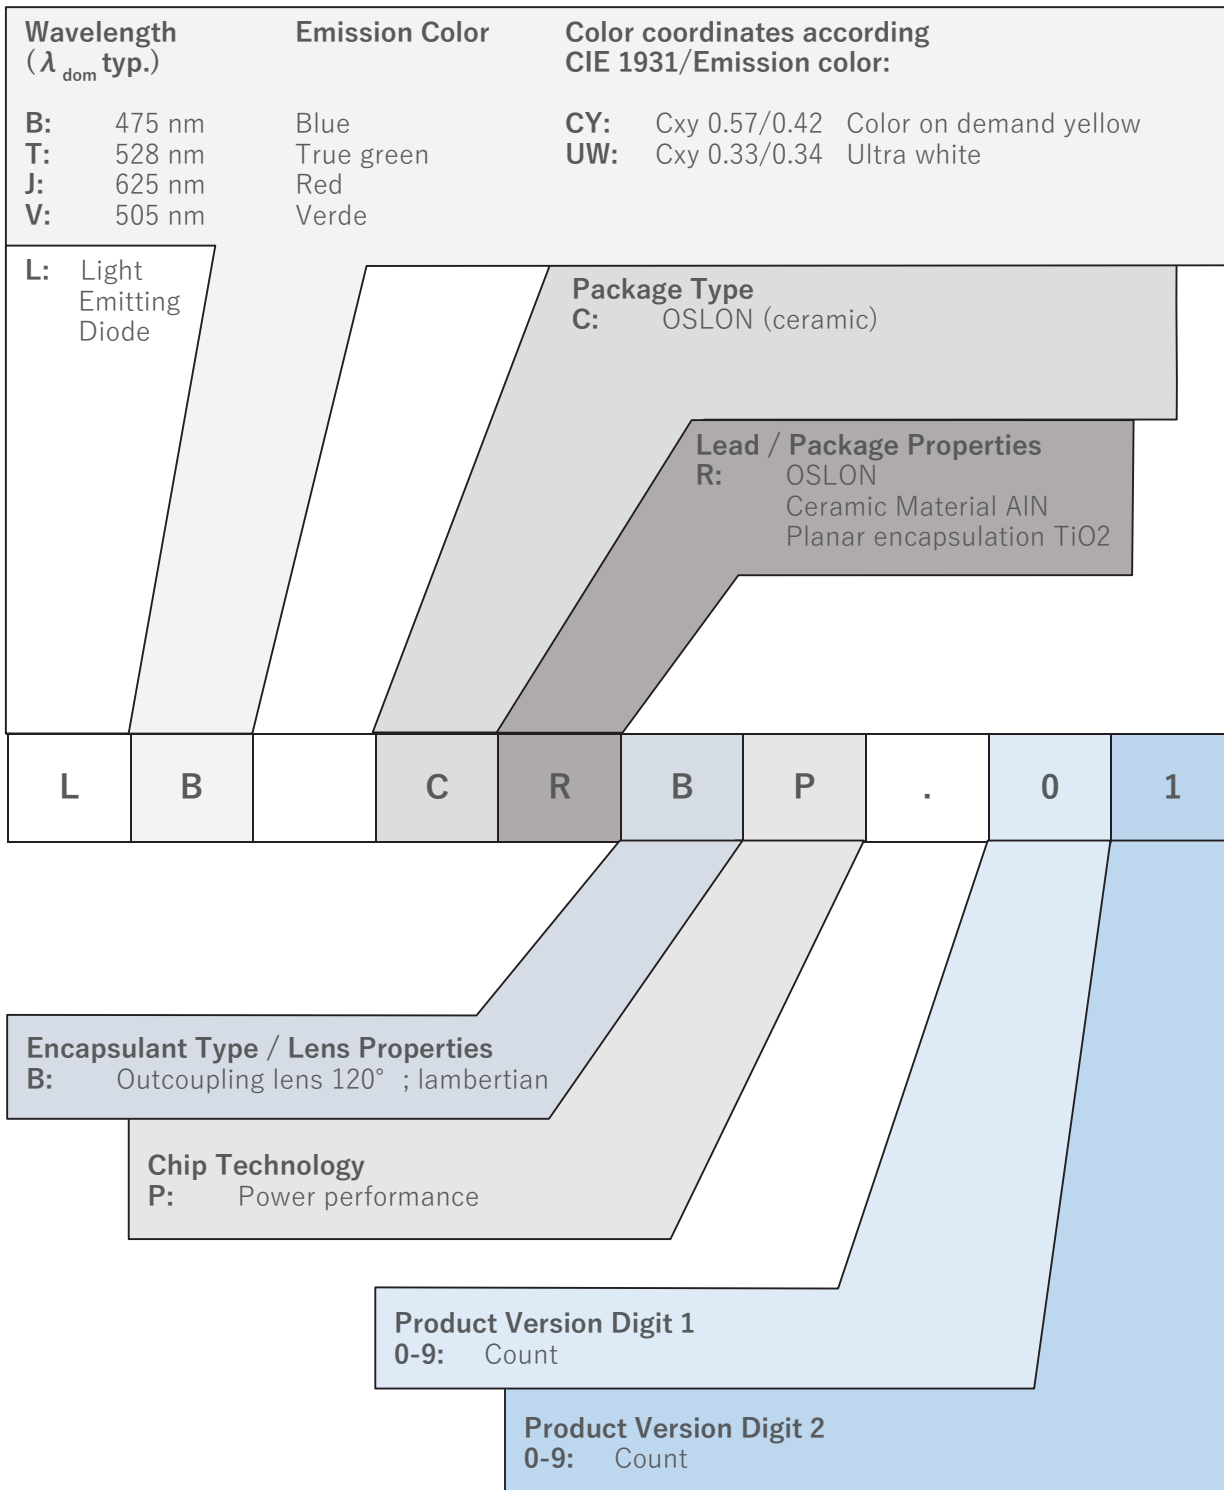 Wavelength Emission Color Color coordinates according
(λ dom typ.) CIE 1931/Emission color:
B: 475 nm Blue CY: Cxy 0.57/0.42 Color on demand yellow
T: 528 nm True green UW: Cxy 0.33/0.34 Ultra white
J: 625 nm Red
V: 505 nm Verde
L: Light
Emitting
Diode
Package Type
C: OSLON (ceramic)
Lead / Package Properties
R: OSLON
Ceramic Material AlN
Planar encapsulation TiO2
L B C R B P . 0 1
Encapsulant Type / Lens Properties
B: Outcoupling lens 120° ; lambertian
Chip Technology
P: Power performance
Product Version Digit 1
0-9: Count
Product Version Digit 2
0-9: Count